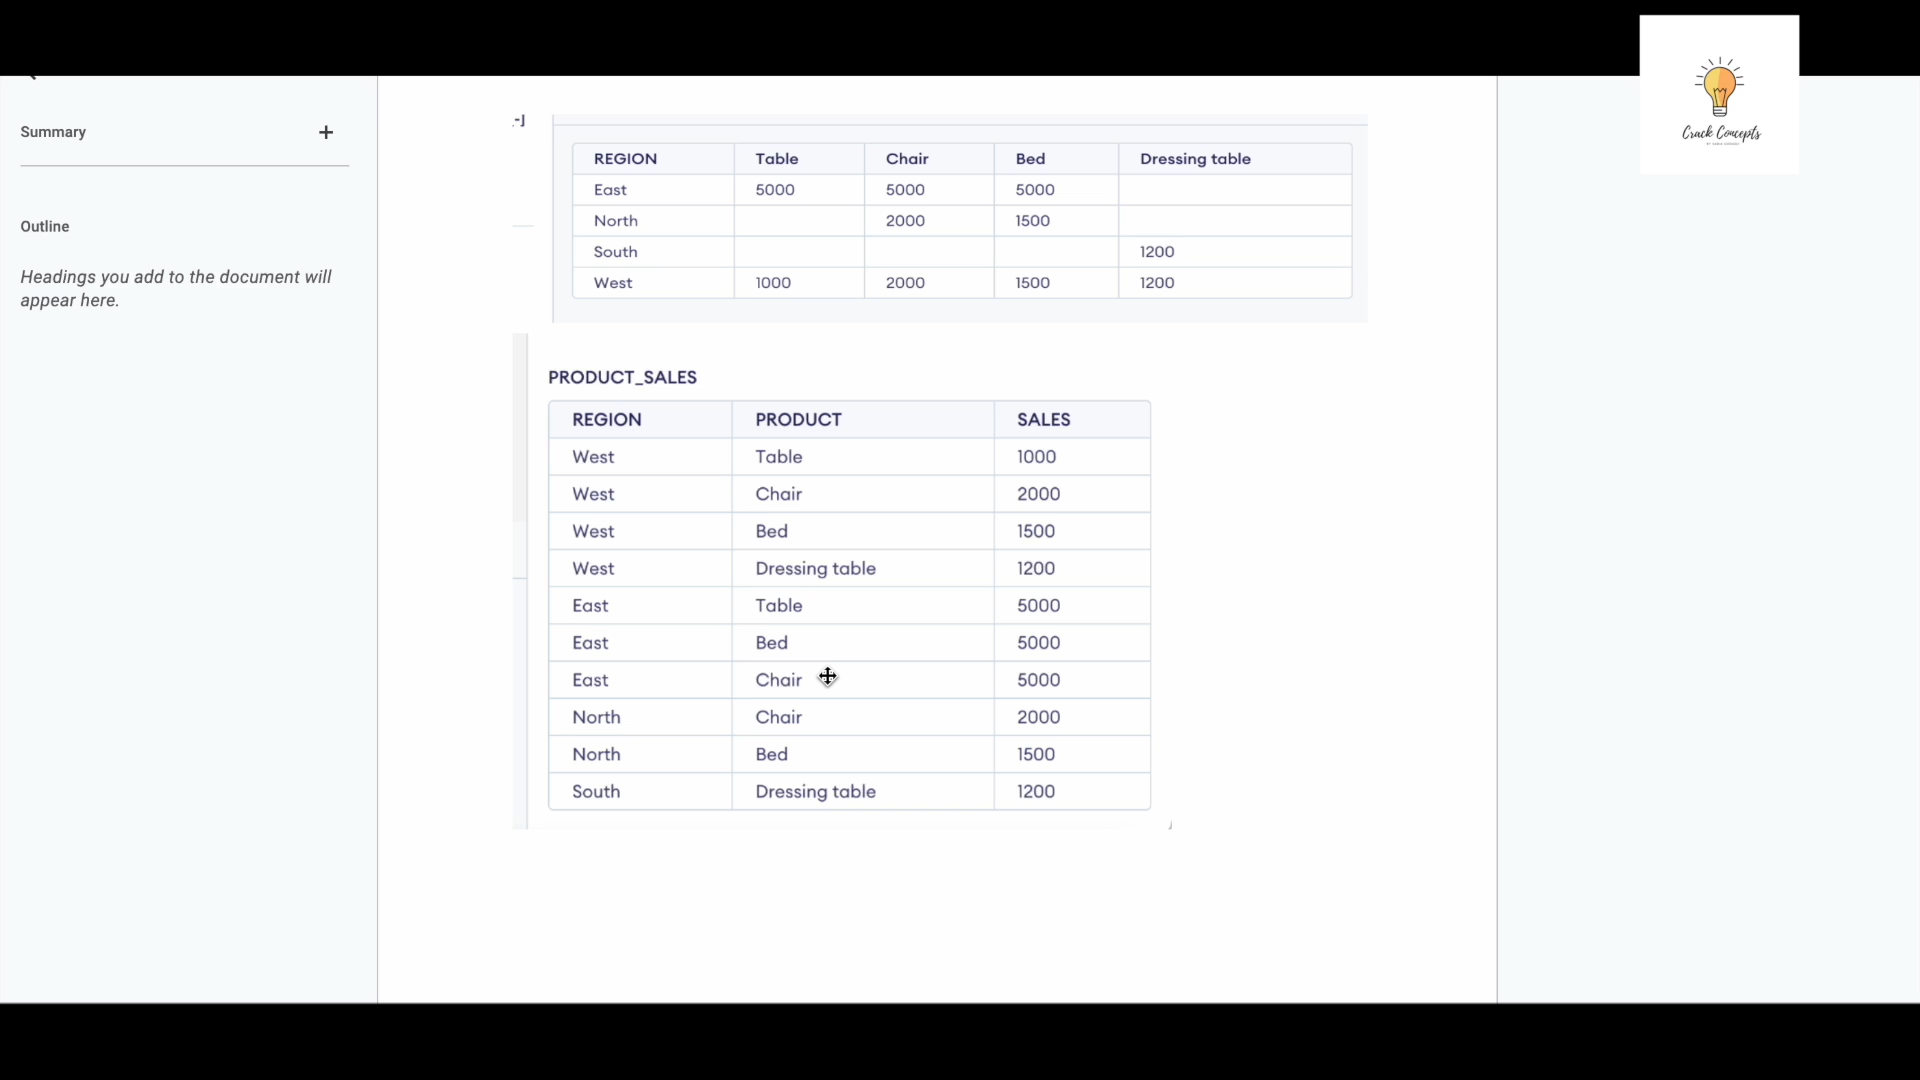 Summary
Outline
Headings you add to the document will
appear here.
Crack Concepts
REGION Table Chair Bed Dressing table
East 5000 5000 5000
North 2000 1500
South 1200
West 1000 2000 1500 1200
PRODUCT_SALES
REGION PRODUCT SALES
West Table 1000
West Chair 2000
West Bed 1500
West Dressing table 1200
East Table 5000
East Bed 5000
East Chair 5000
North Chair 2000
North Bed 1500
South Dressing table 1200